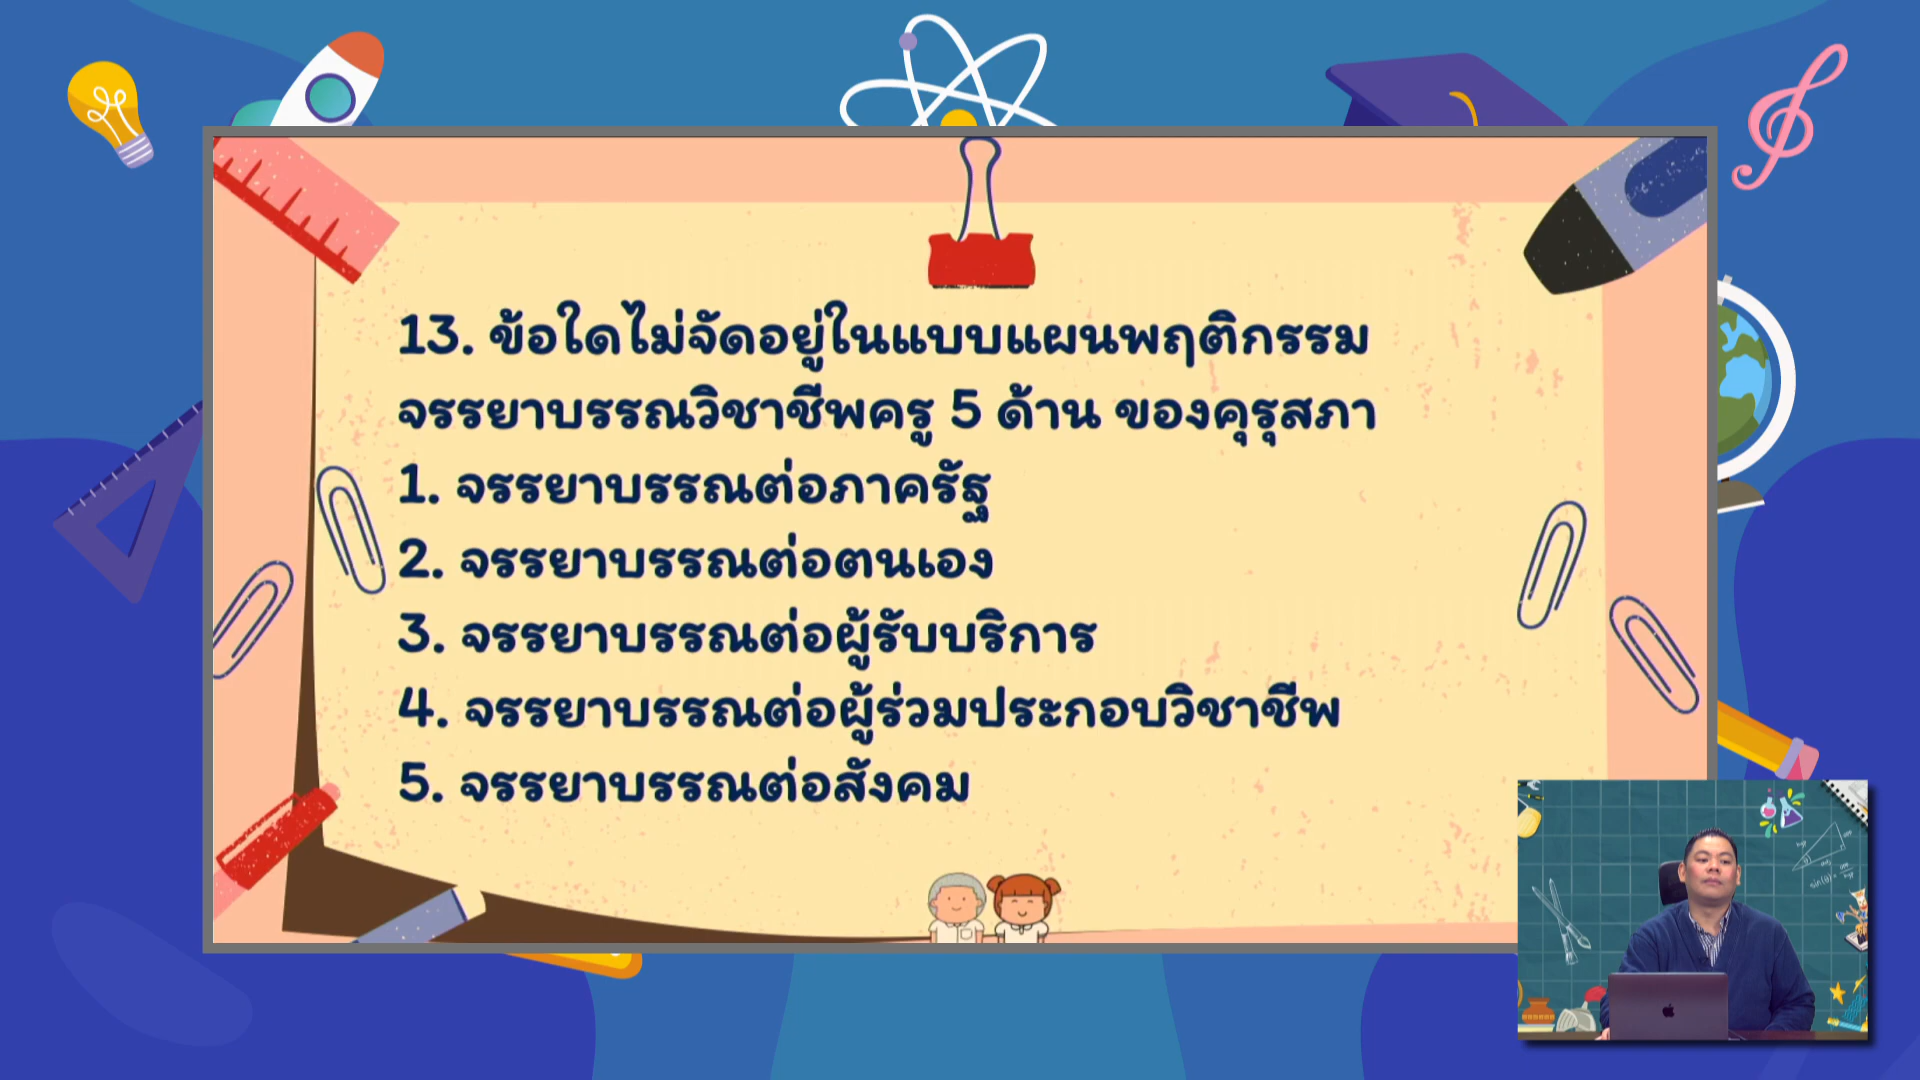 13. ข้อใดไม่จัดอยู่ในแบบแผนพฤติกรรม
จรรยาบรรณวิชาชีพครู 5 ด้าน ของคุรุสภา
1. จรรยาบรรณต่อภาครัฐ
2. จรรยาบรรณต่อตนเอง
3. จรรยาบรรณต่อผู้รับบริการ
4. จรรยาบรรณต่อผู้ร่วมประกอบวิชาชีพ
5. จรรยาบรรณต่อสังคม